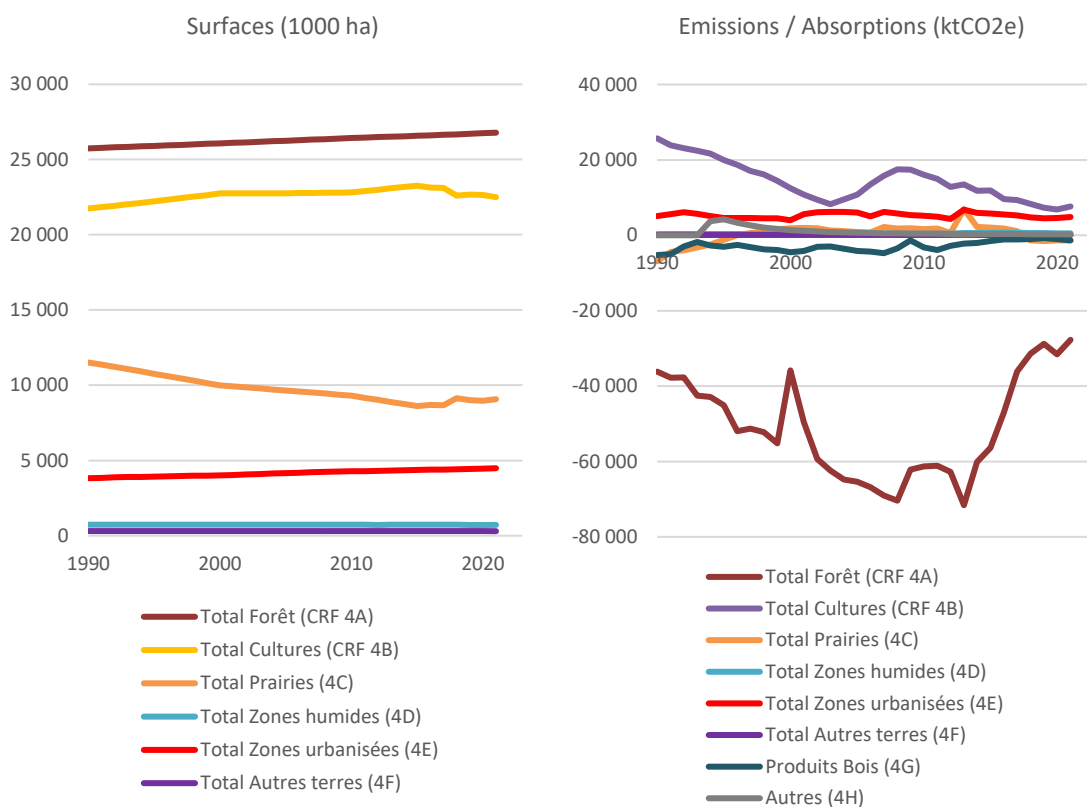 Surfaces (1000 ha)
30 000
25 000
20 000
15 000
10 000
5 000
0
1990
2000
2010
2020
Total Forêt (CRF 4A)
Total Cultures (CRF 4B)
Total Prairies (4C)
Total Zones humides (4D)
Total Zones urbanisées (4E)
Total Autres terres (4F)
Emissions / Absorptions (ktCO2e)
40 000
20 000
0
1990
2000
2010
2020
-20 000
-40 000
-60 000
-80 000
Total Forêt (CRF 4A)
Total Cultures (CRF 4B)
Total Prairies (4C)
Total Zones humides (4D)
Total Zones urbanisées (4E)
Total Autres terres (4F)
Produits Bois (4G)
Autres (4H)